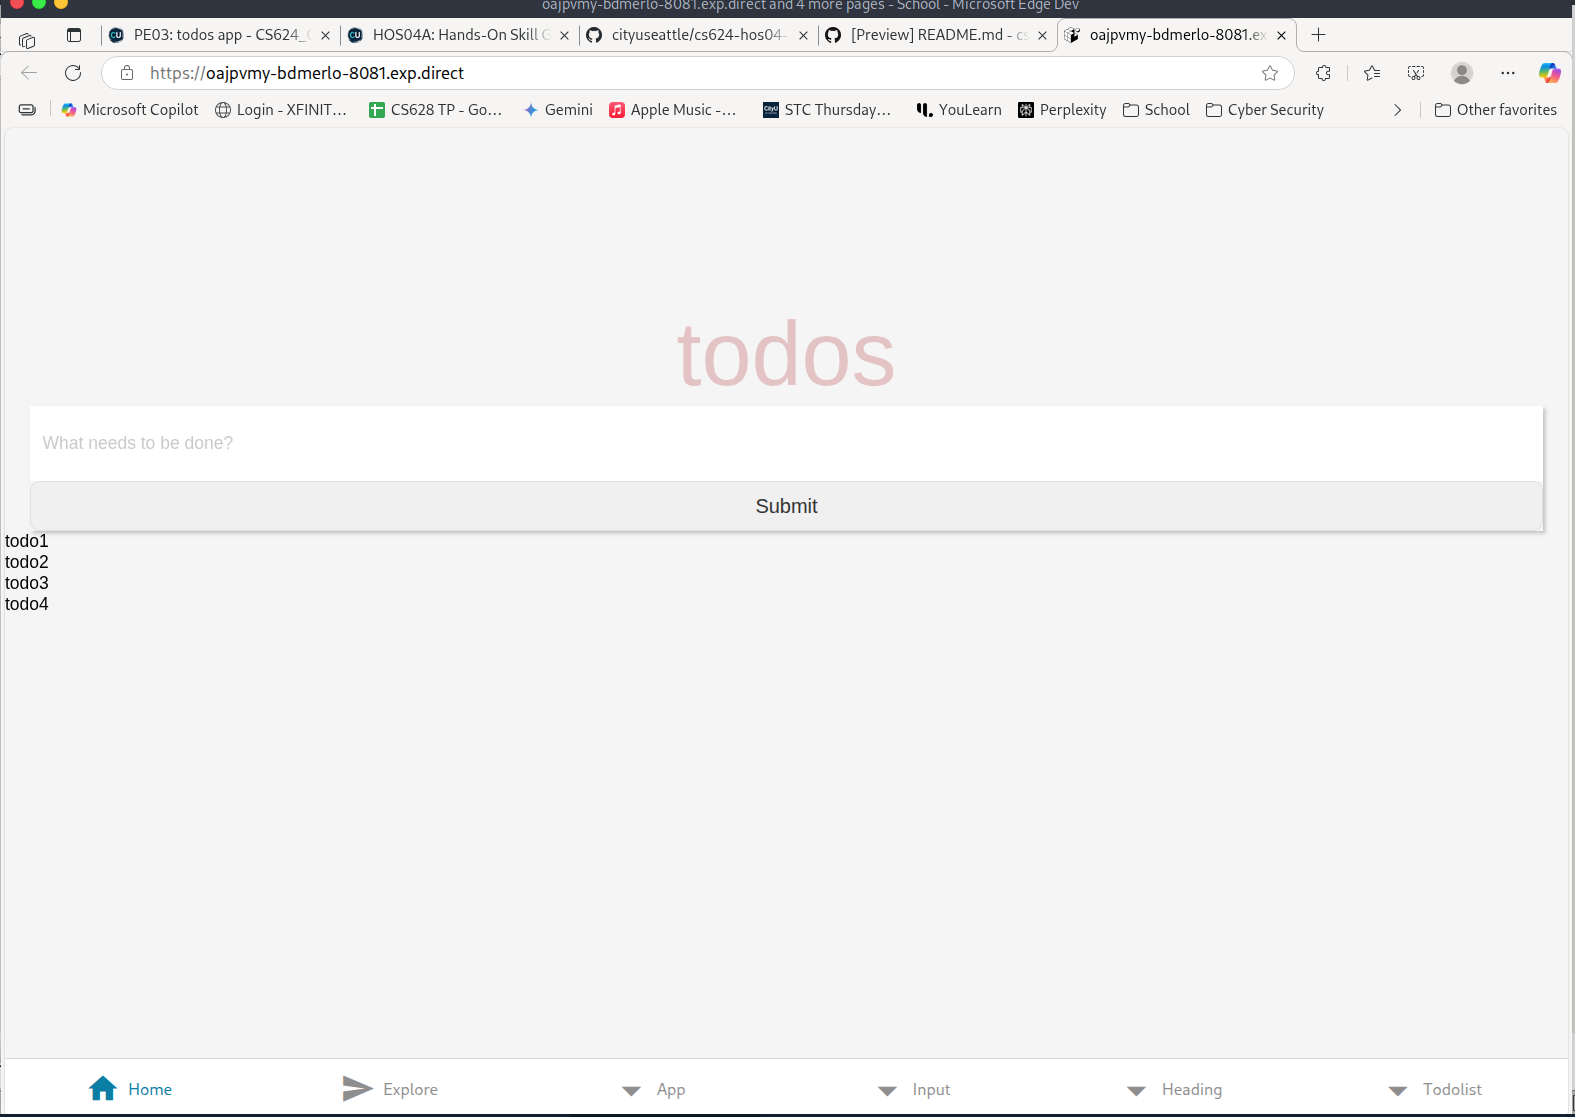 oajpvmy-bdmerlo-8081.exp.direct and 4 more pages - School - Microsoft Edge Dev
PE03: todos app - CS624_
HOS04A: Hands-On Skill G
cityuseattle/cs624-hos04-
[Preview] README.md - cs
oajpvmy-bdmerlo-8081.ex
https://oajpvmy-bdmerlo-8081.exp.direct
Microsoft Copilot
Login - XFINIT...
CS628 TP - Go...
Gemini
Apple Music -...
STC Thursday...
YouLearn
Perplexity
School
Cyber Security
Other favorites
todos
What needs to be done?
Submit
todo1
todo2
todo3
todo4
Home
Explore
App
Input
Heading
Todolist